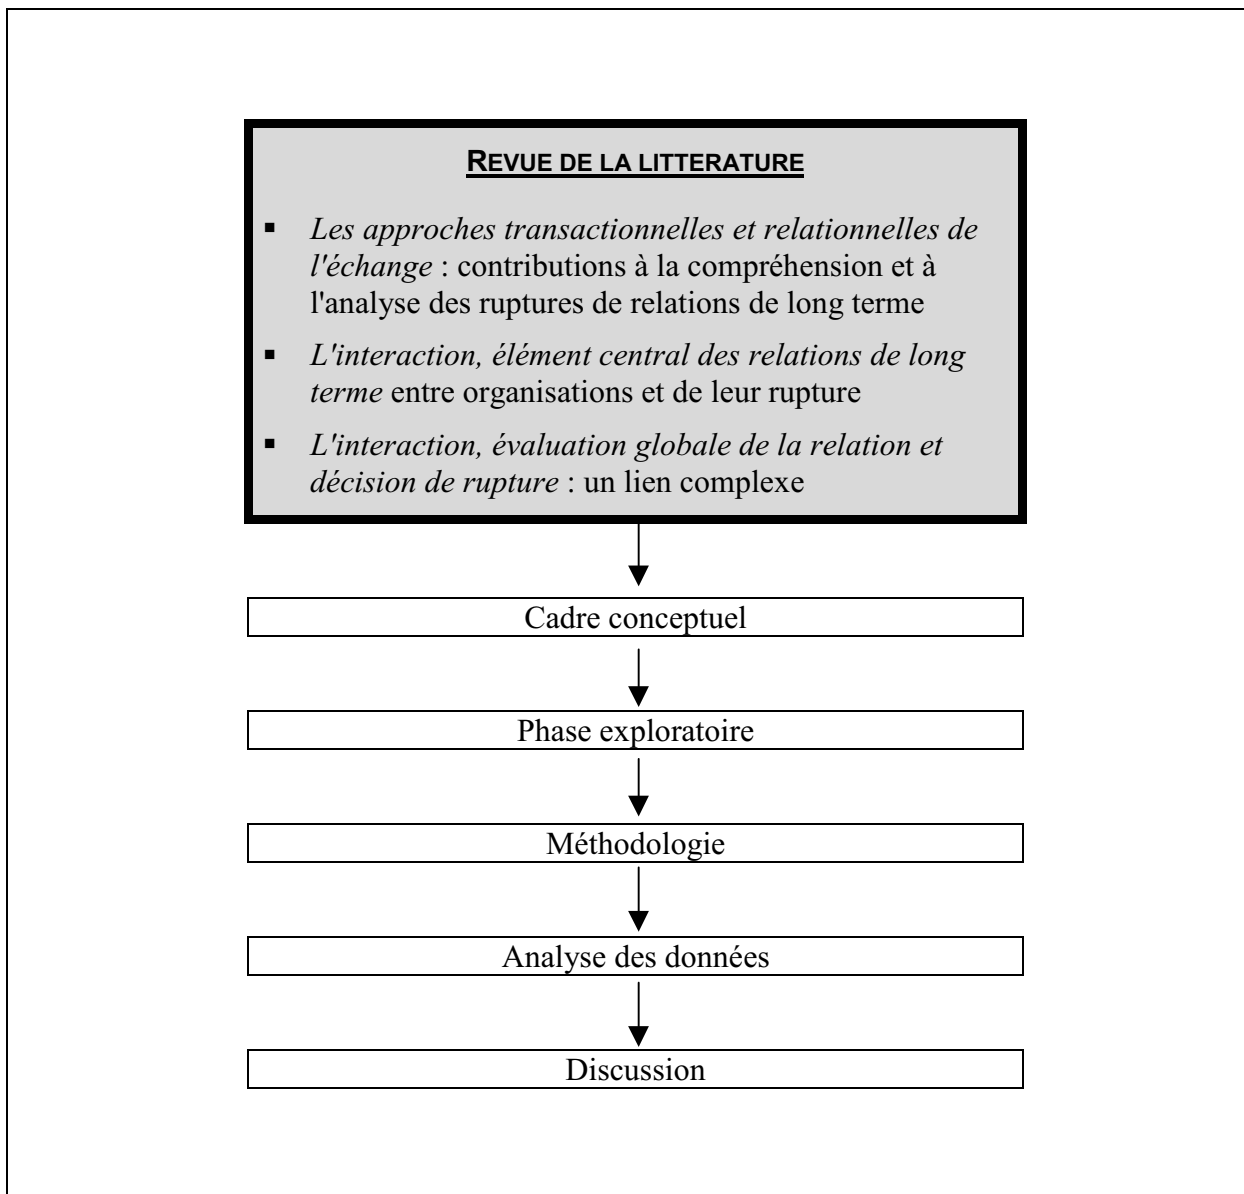 REVUE DE LA LITTERATURE
▪ Les approches transactionnelles et relationnelles de
l'échange : contributions à la compréhension et à
l'analyse des ruptures de relations de long terme
▪ L'interaction, élément central des relations de long
terme entre organisations et de leur rupture
▪ L'interaction, évaluation globale de la relation et
décision de rupture : un lien complexe
Cadre conceptuel
Phase exploratoire
Méthodologie
Analyse des données
Discussion